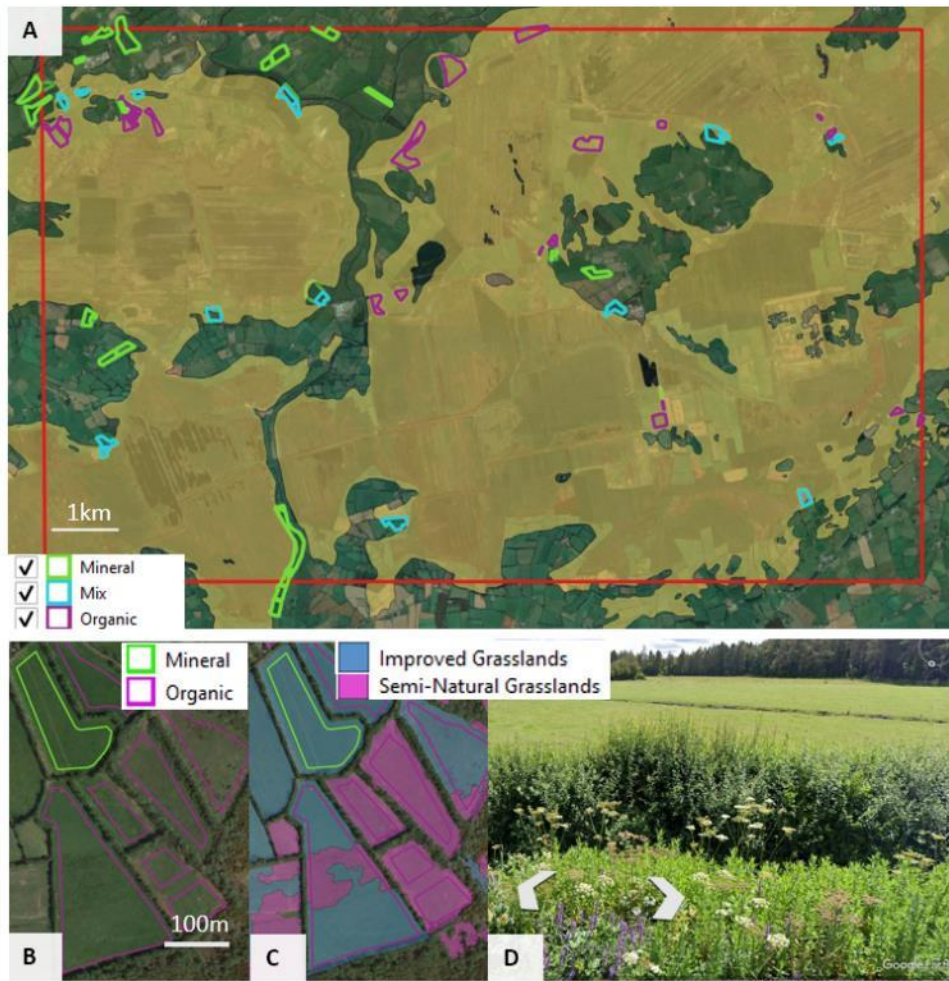 A
1km
Mineral
Mix
Organic
Mineral
Organic
Improved Grasslands
Semi-Natural Grasslands
100m
B
C
D